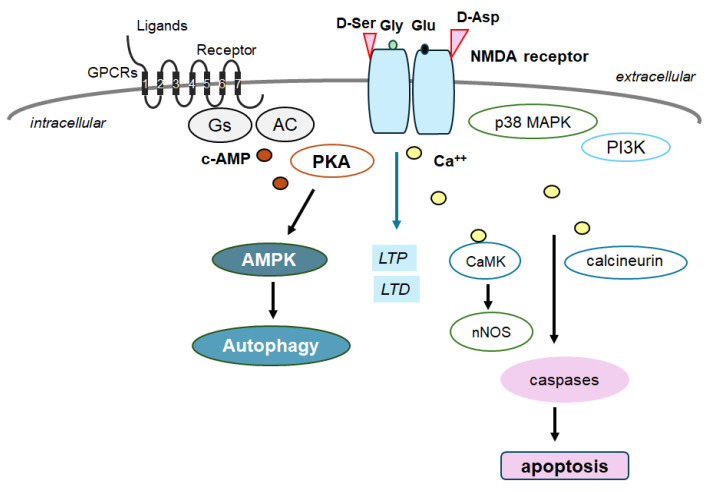 Ligands
Receptor
GPCRs
1 2 3 4 5 6 7
D-Ser Gly Glu D-Asp
NMDA receptor
extracellular
intracellular
Gs AC
p38 MAPK
PI3K
c-AMP
PKA
Ca++
AMPK
LTP
LTD
CaMK
calcineurin
Autophagy
nNOS
caspases
apoptosis